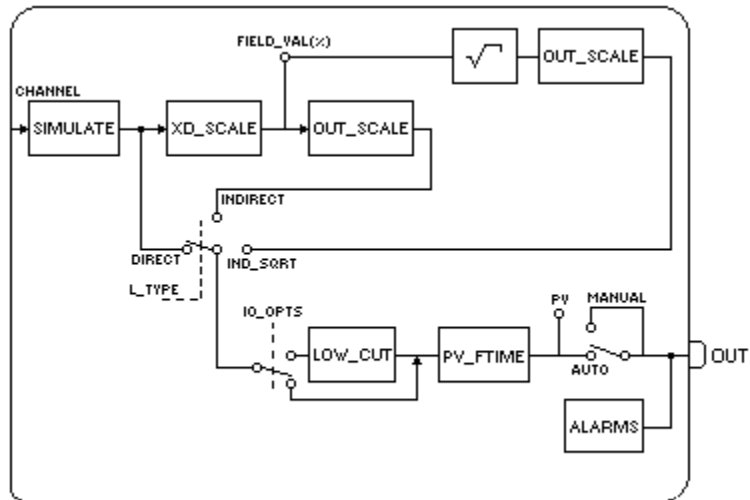 FIELD_VAL(%)
√
OUT_SCALE
CHANNEL
SIMULATE
XD_SCALE
OUT_SCALE
INDIRECT
DIRECT
IND_SQRT
L_TYPE
IO_OPTS
PV
MANUAL
LOW_CUT
PV_FTIME
AUTO
OUT
ALARMS